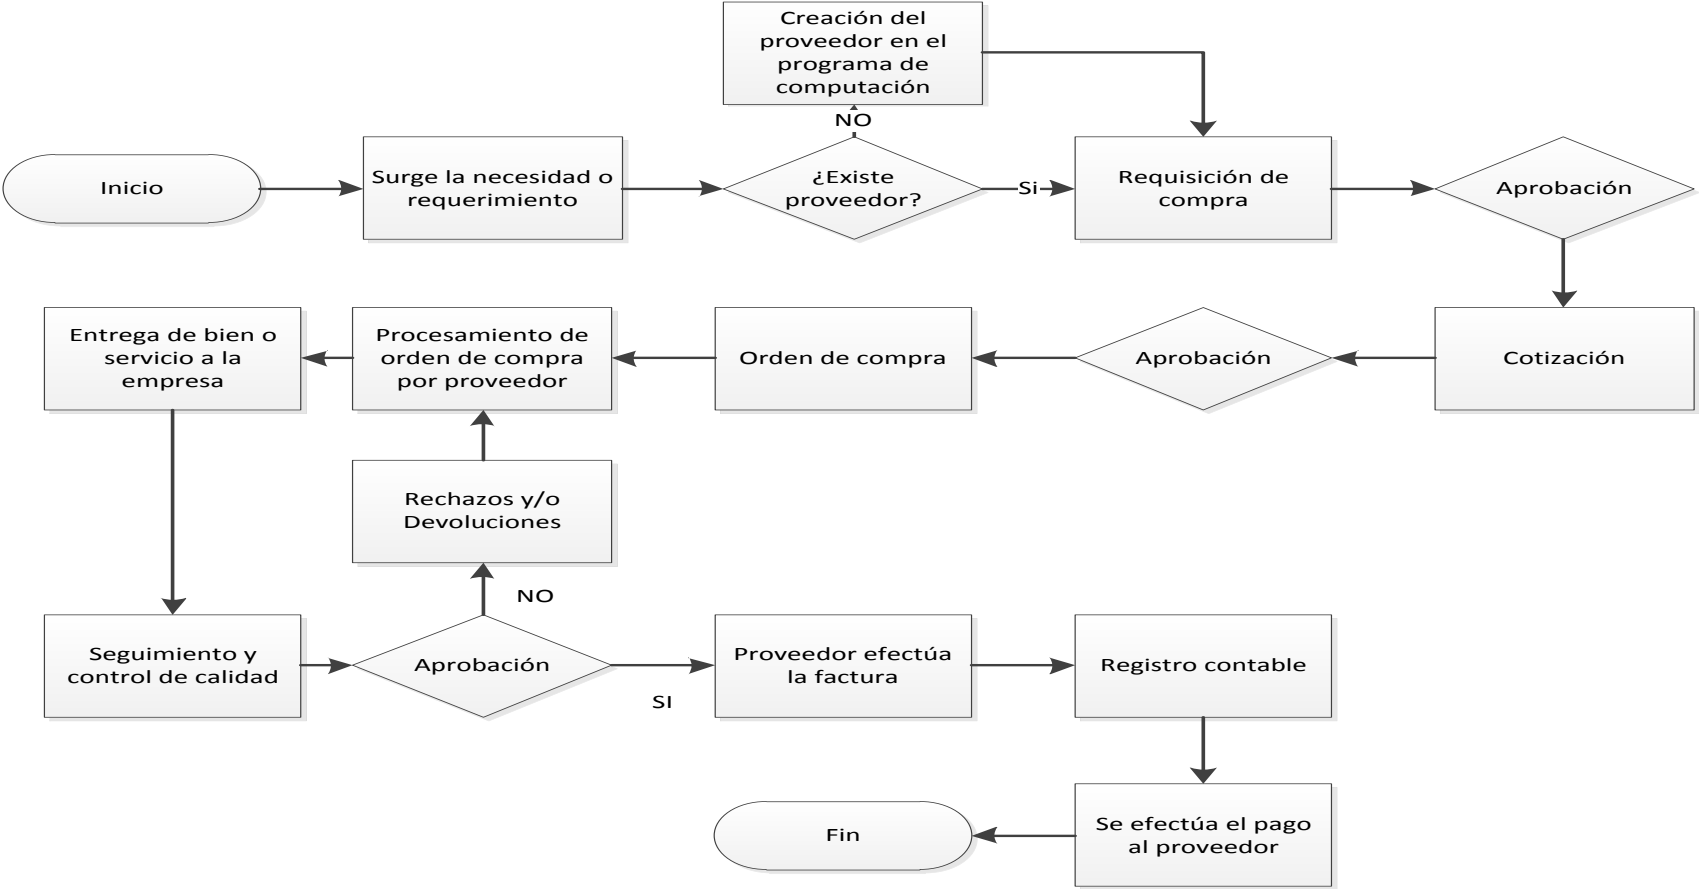 Creación del
proveedor en el
programa de
computación
NO
Inicio
Surge la necesidad o
requerimiento
¿Existe
proveedor?
Si
Requisición de
compra
Aprobación
Entrega de bien o
servicio a la
empresa
Procesamiento de
orden de compra
por proveedor
Orden de compra
Aprobación
Cotización
Rechazos y/o
Devoluciones
NO
Seguimiento y
control de calidad
Aprobación
SI
Proveedor efectúa
la factura
Registro contable
Fin
Se efectúa el pago
al proveedor